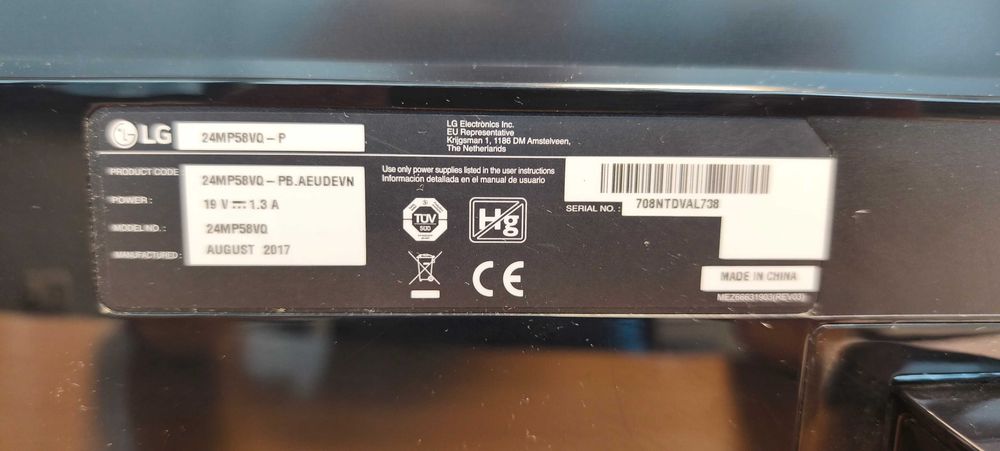 LG 24MP58VQ-P
LG Electronics Inc.
EU Representative
Krijgsman 1, 1186 DM Amstelveen,
The Netherlands
PRODUCT CODE 24MP58VQ-PB.AEUDEVN
POWER : 19 V 1.3 A
MODEL NO. : 24MP58VQ
MANUFACTURED : AUGUST 2017
Use only power supplies listed in the user instructions
Información detallada en el manual de usuario
TÜV
SÜD
Hg
CE
SERIAL NO. : 708NTDVAL738
MADE IN CHINA
MEZ66631903(REV03)